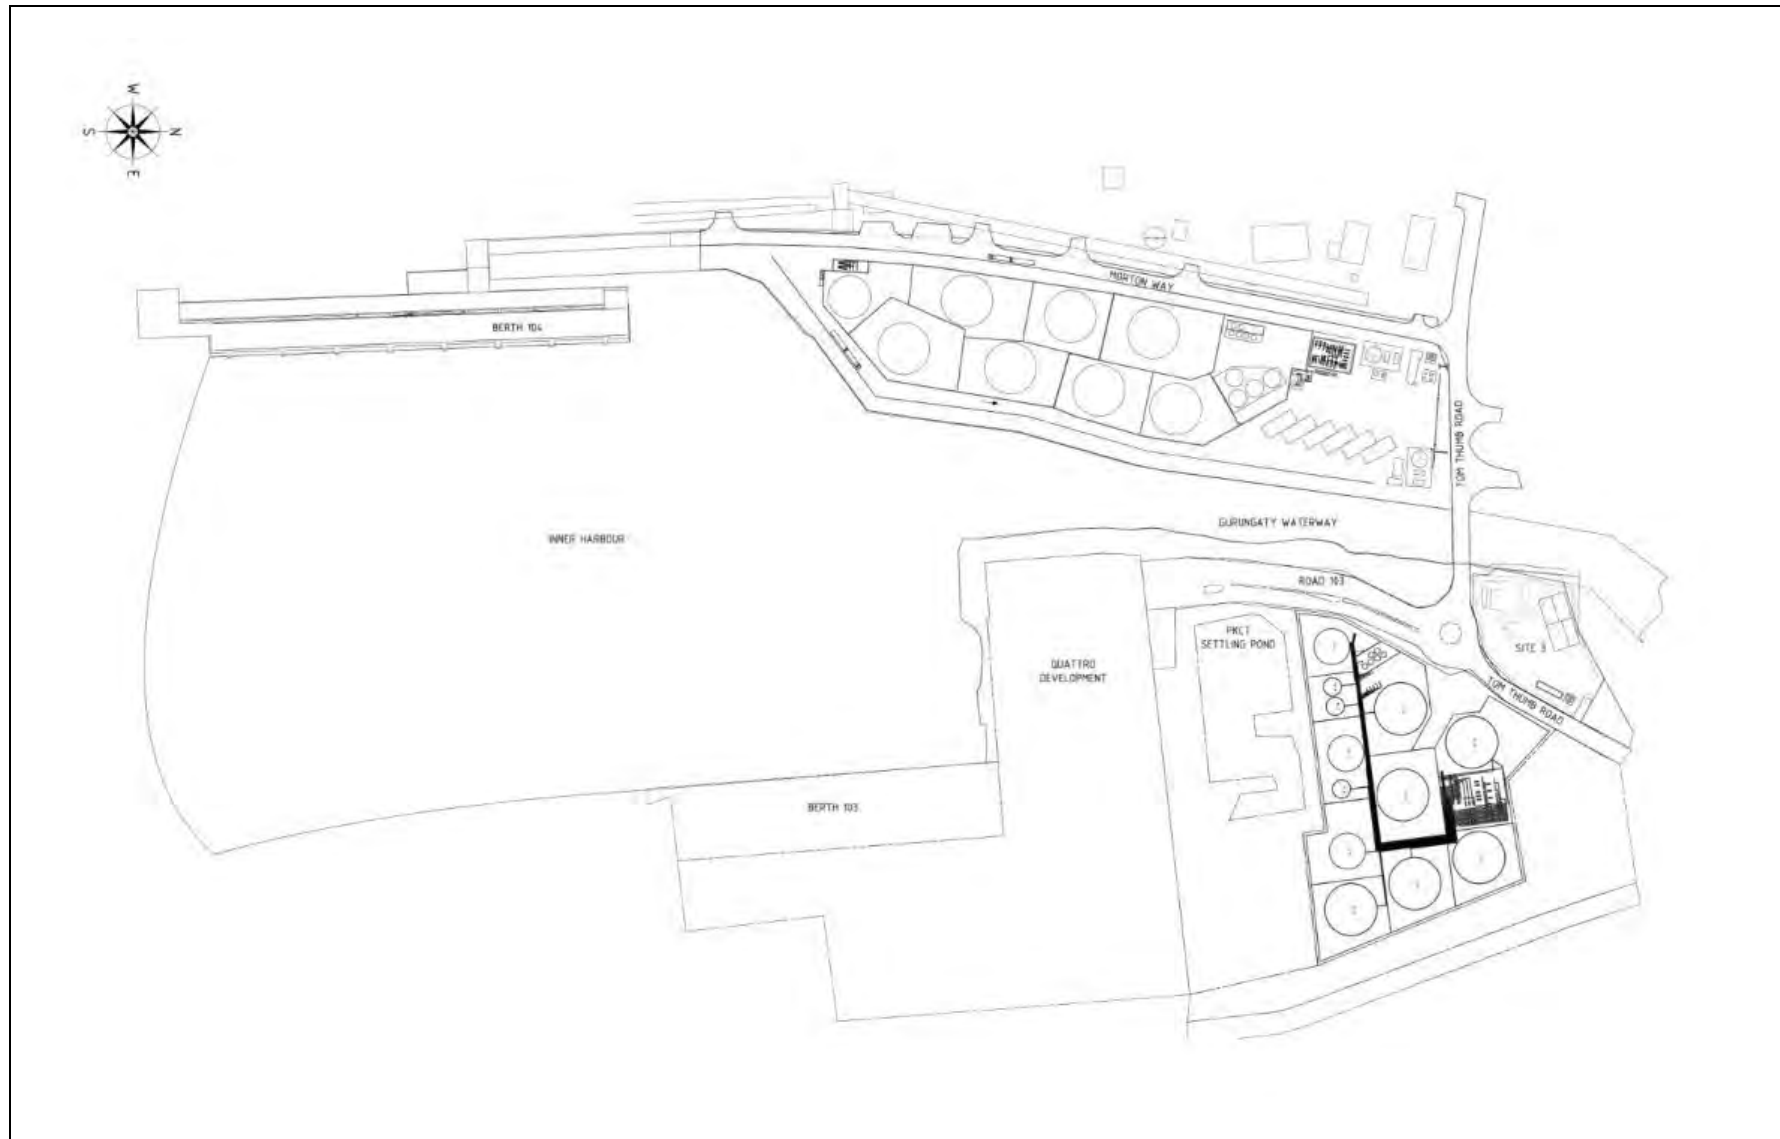 W
S
N
E
MORTON WAY
BERTH 104
TOM THUMB ROAD
GURUNGATY WATERWAY
INNER HARBOUR
ROAD 103
PKCT
SETTLING POND
SITE 3
QUATTRO
DEVELOPMENT
TOM THUMB ROAD
BERTH 103